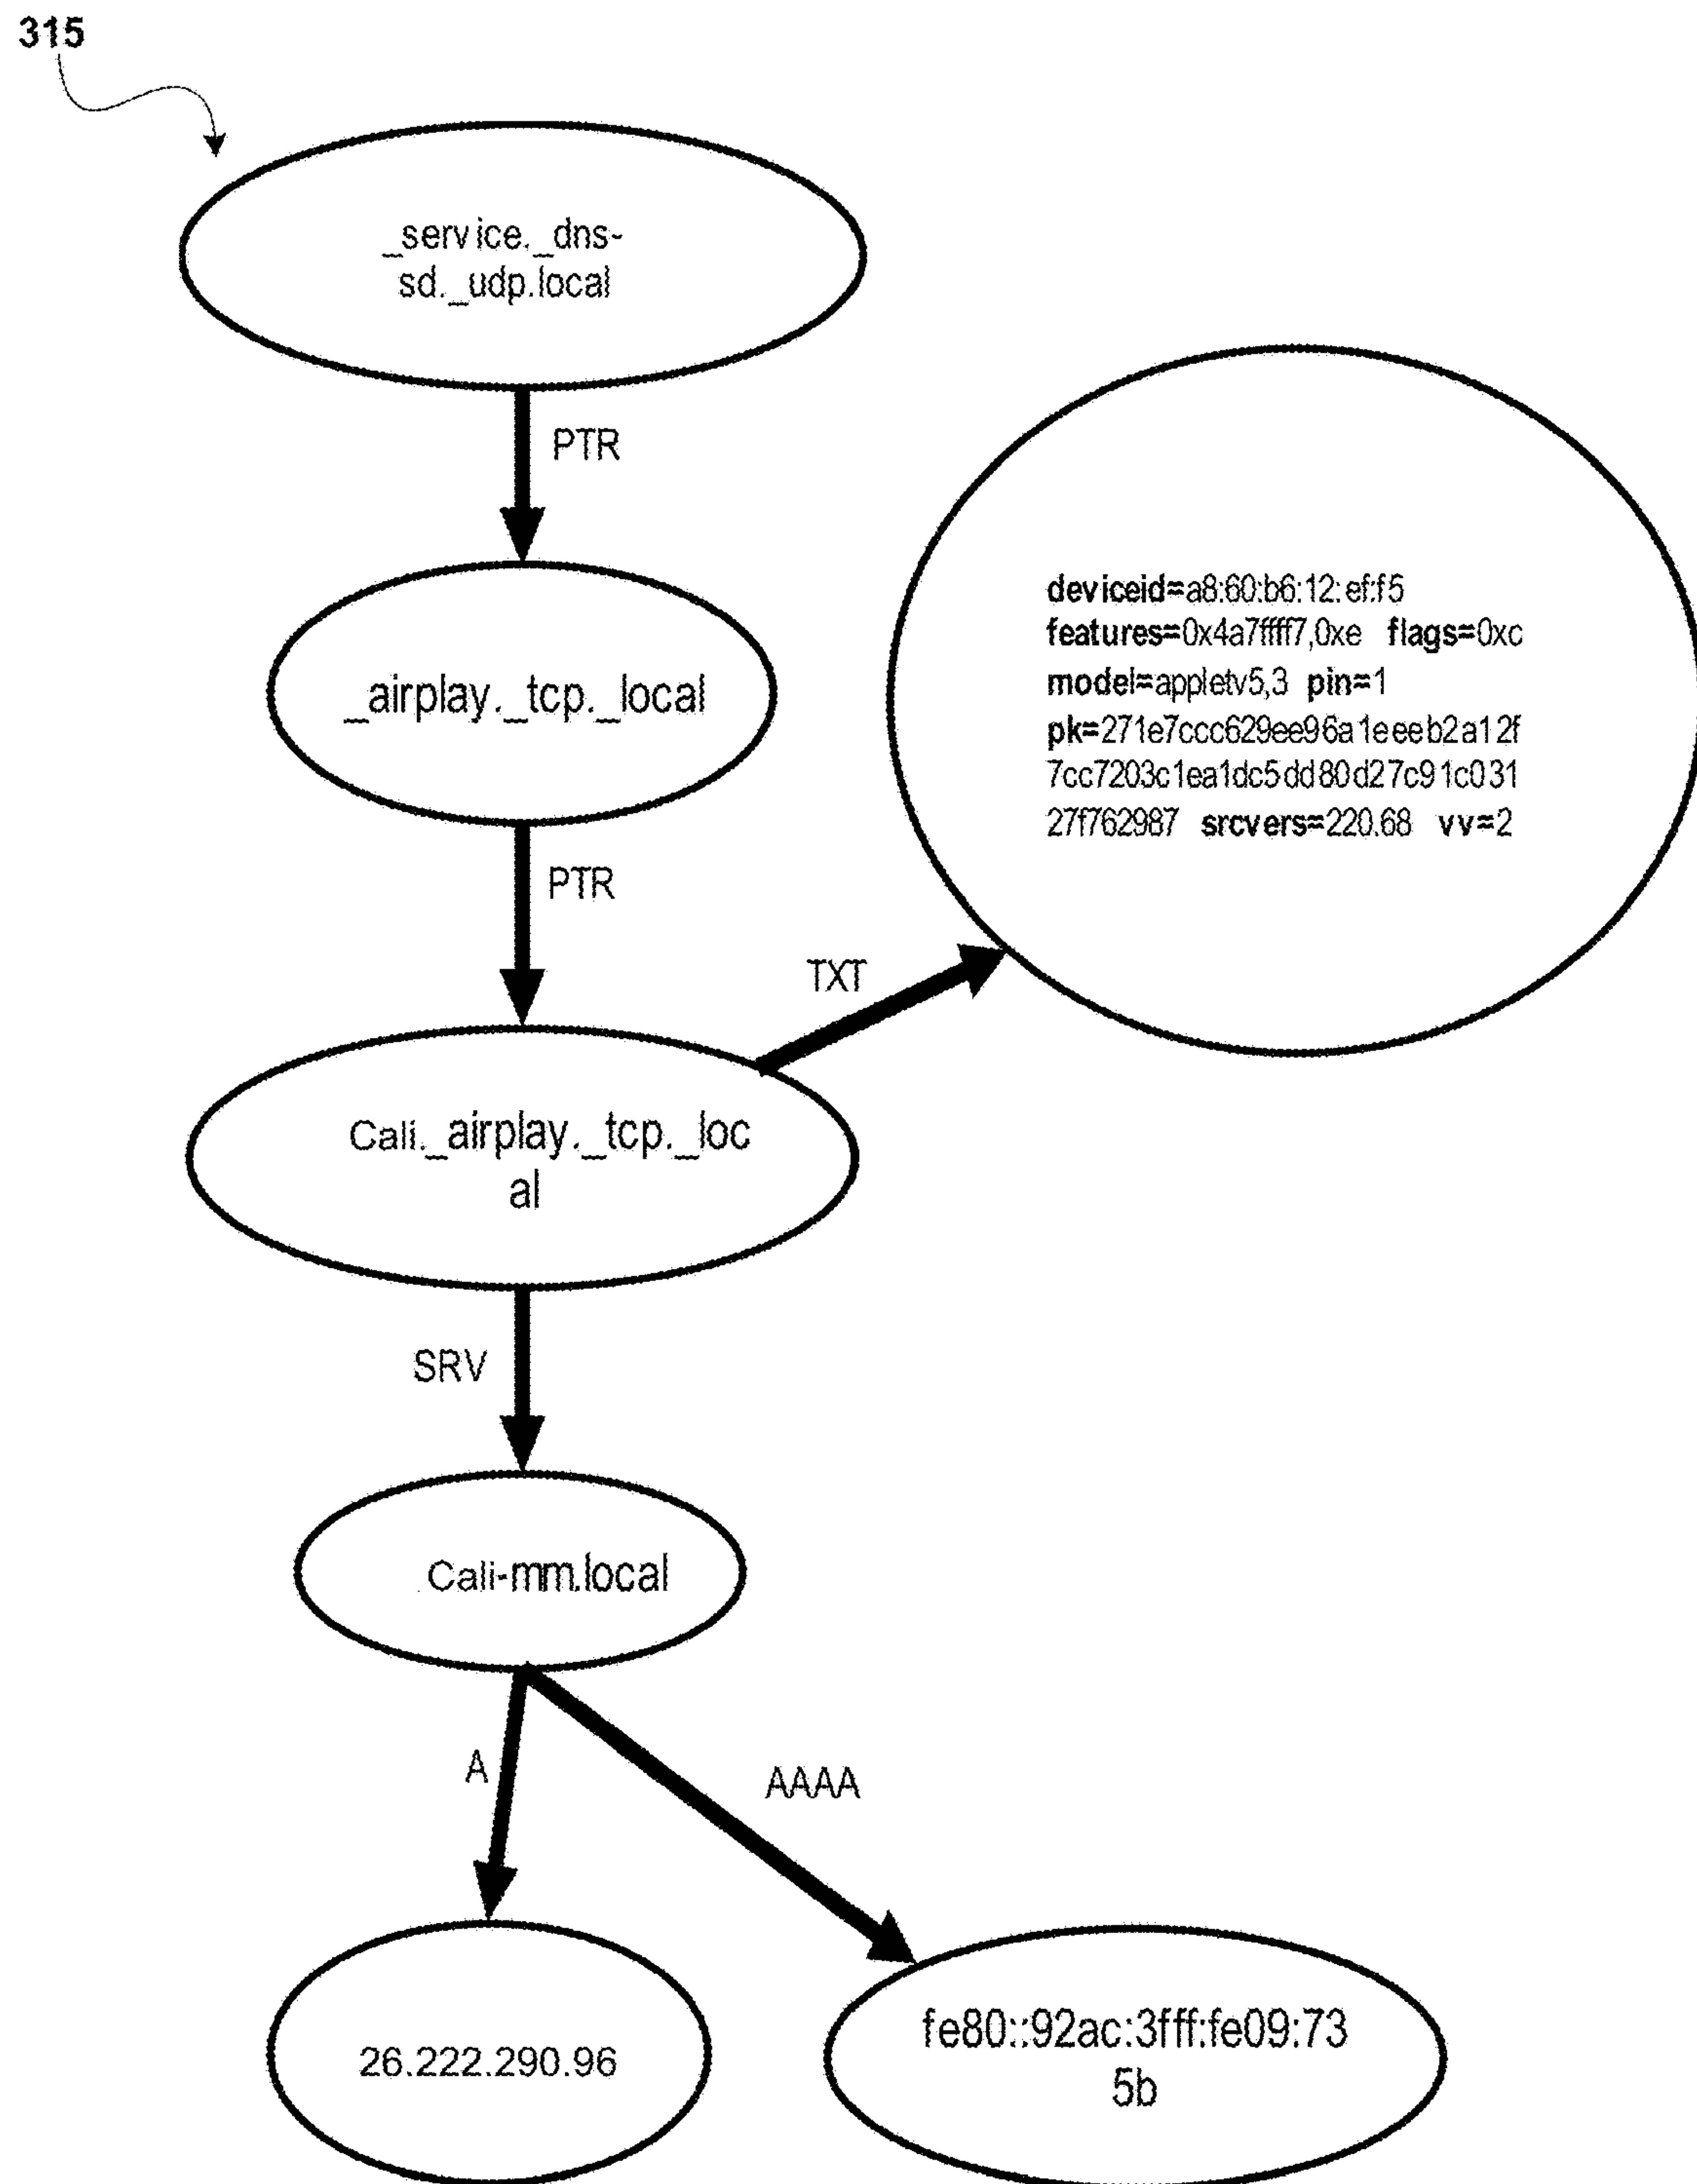 315
_service._dns-
sd._udp.local
PTR
deviceid=a8:60:b6:12:ef:f5
features=0x4a7ffff7,0xe flags=0xc
model=appletv5,3 pin=1
pk=271e7ccc629ee96a1eeeb2a12f
7cc7203c1ea1dc5dd80d27c91c031
27f762987 srcvers=220.68 vv=2
_airplay._tcp._local
PTR
TXT
Cali._airplay._tcp._loc
al
SRV
Cali-mm.local
A
AAAA
26.222.290.96
fe80::92ac:3fff:fe09:73
5b